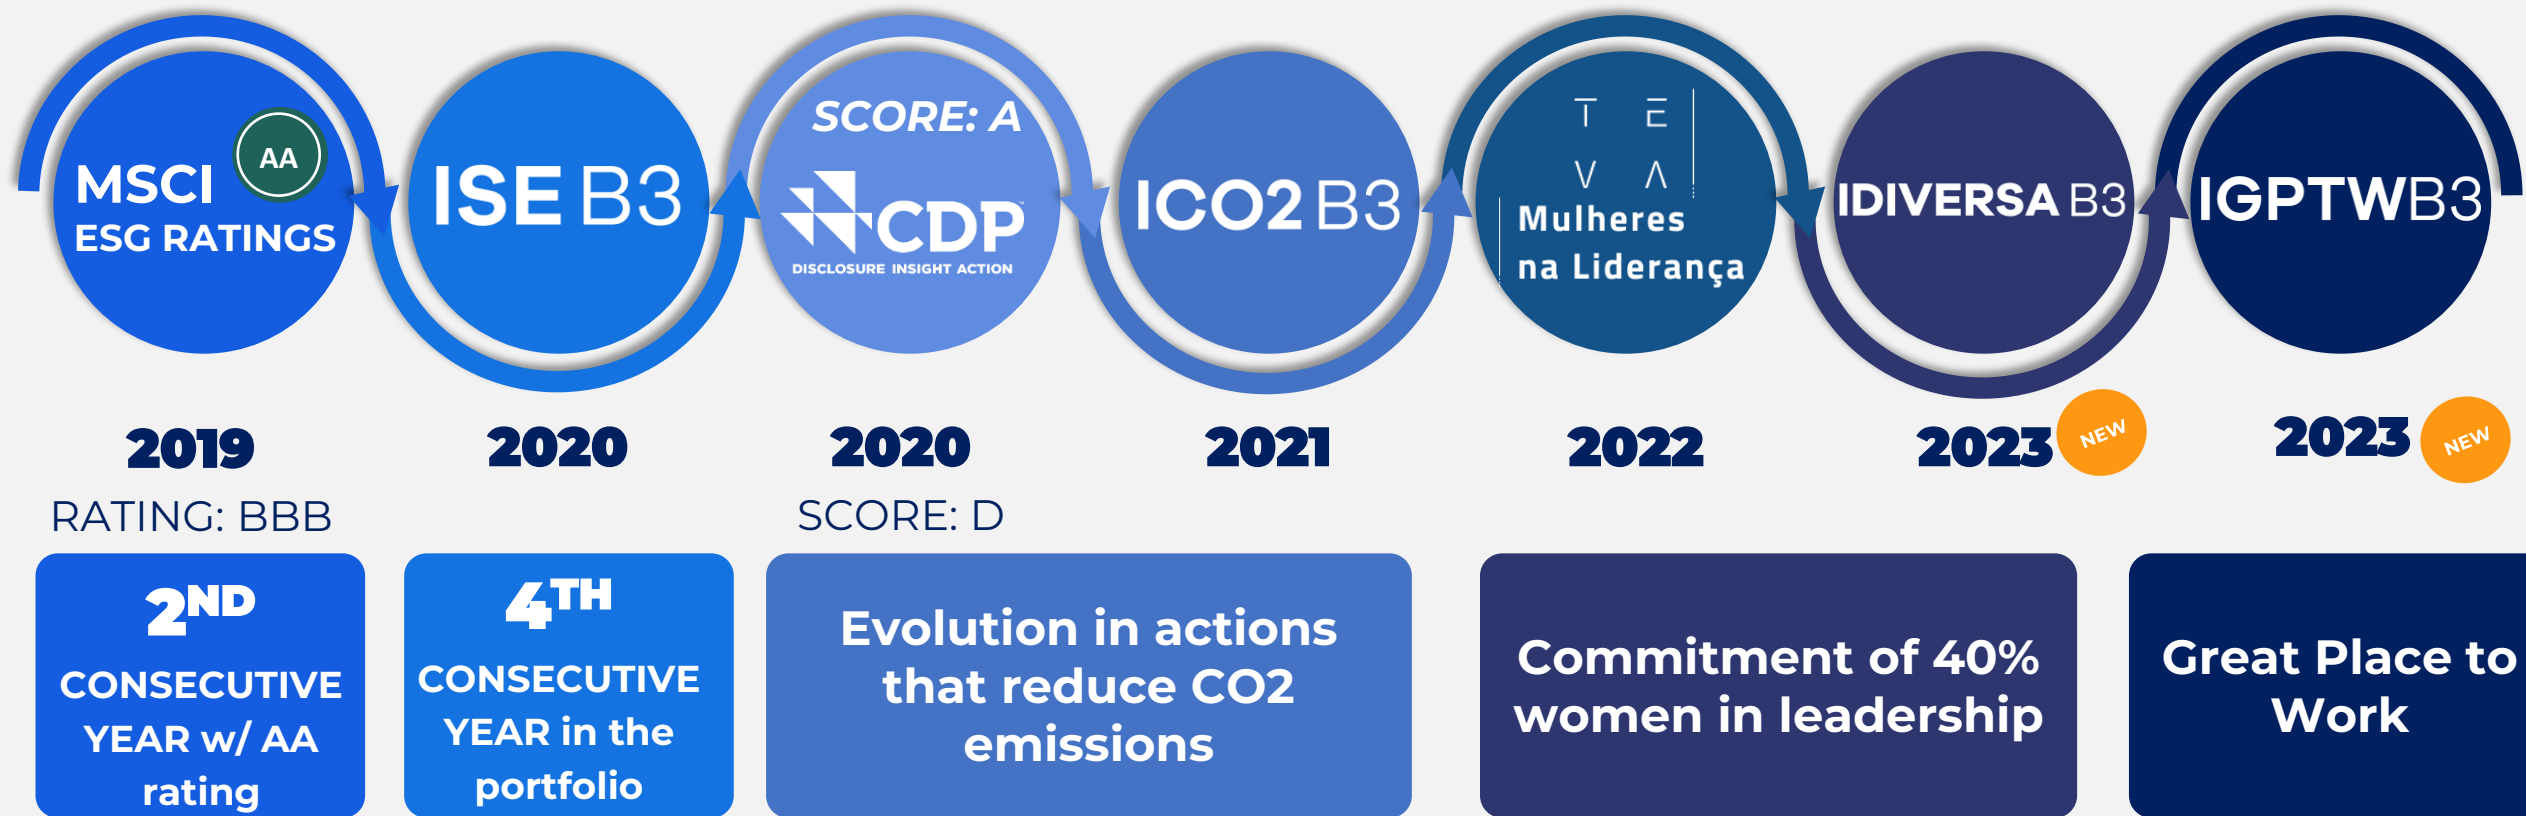 MSCI
AA
ESG RATINGS
ISE B3
SCORE: A
CDP
DISCLOSURE INSIGHT ACTION
ICO2 B3
T E
V A
Mulheres
na Liderança
IDIVERSA B3
IGPTWB3
2019
2020
2020
2021
2022
2023
NEW
2023
NEW
RATING: BBB
SCORE: D
2ND
CONSECUTIVE
YEAR w/ AA
rating
4TH
CONSECUTIVE
YEAR in the
portfolio
Evolution in actions
that reduce CO2
emissions
Commitment of 40%
women in leadership
Great Place to
Work